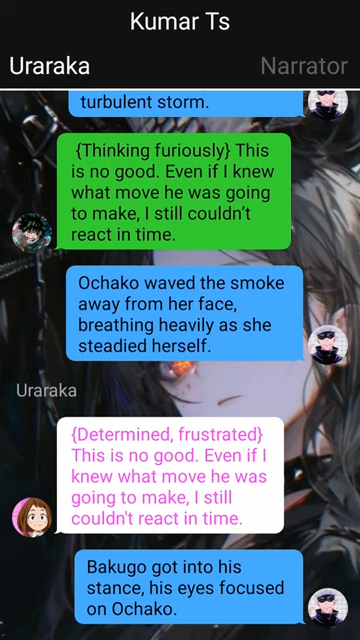 Kumar Ts
Uraraka
Narrator
turbulent storm.
{Thinking furiously} This
is no good. Even if I knew
what move he was going
to make, I still couldn't
react in time.
Ochako waved the smoke
away from her face,
breathing heavily as she
steadied herself.
Uraraka
{Determined, frustrated}
This is no good. Even if I
knew what move he was
going to make, I still
couldn't react in time.
Bakugo got into his
stance, his eyes focused
on Ochako.